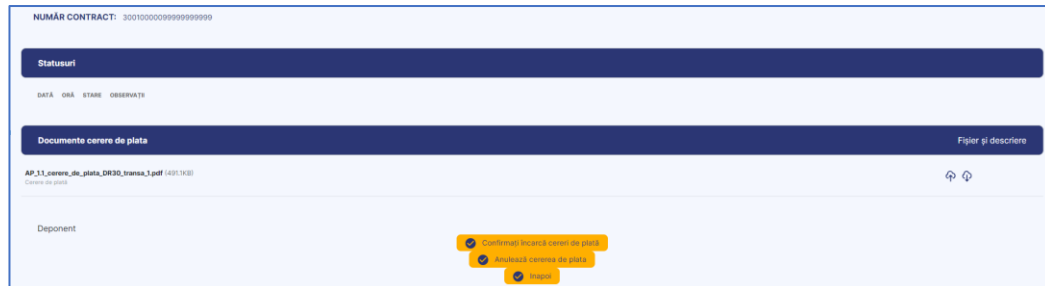 NUMĂR CONTRACT: 30010000099999999999
Statusuri
DATĂ ORĂ STARE OBSERVAȚII
Documente cerere de plata Fișier și descriere
AP_1.1_cerere_de_plata_DR30_transa_1.pdf (491.1KB)
Cerere de plată
Deponent
Confirmați încarcă cereri de plată
Anulează cererea de plata
Inapoi